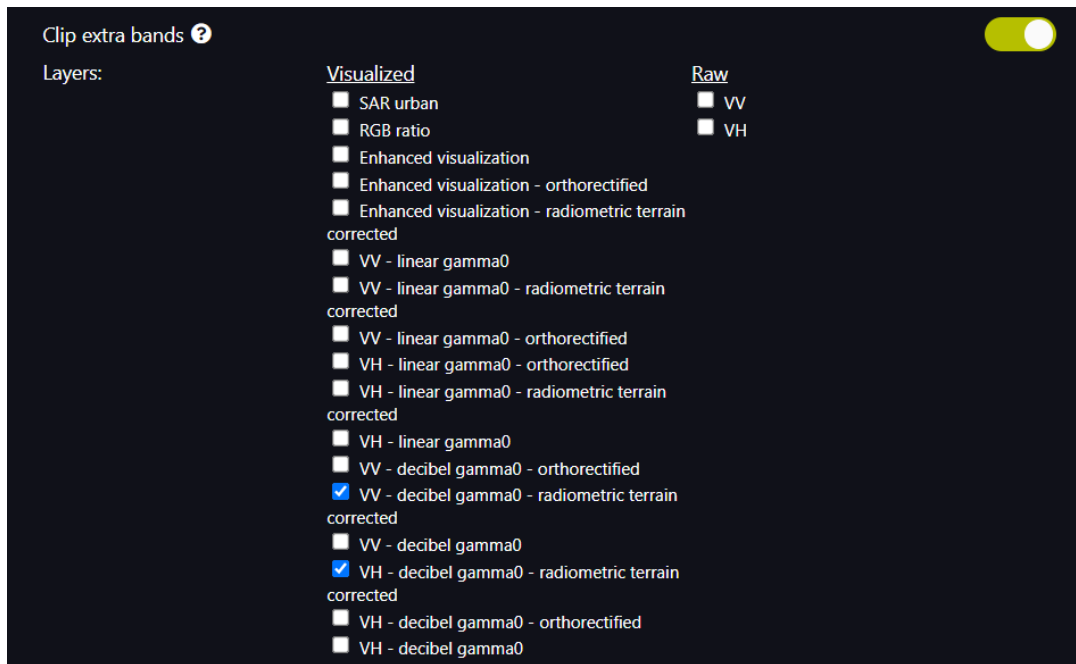 Clip extra bands ?
Layers:
Visualized
Raw
SAR urban
VV
RGB ratio
VH
Enhanced visualization
Enhanced visualization - orthorectified
Enhanced visualization - radiometric terrain
corrected
VV - linear gamma0
VV - linear gamma0 - radiometric terrain
corrected
VV - linear gamma0 - orthorectified
VH - linear gamma0 - orthorectified
VH - linear gamma0 - radiometric terrain
corrected
VH - linear gamma0
VV - decibel gamma0 - orthorectified
VV - decibel gamma0 - radiometric terrain
corrected
VV - decibel gamma0
VH - decibel gamma0 - radiometric terrain
corrected
VH - decibel gamma0 - orthorectified
VH - decibel gamma0